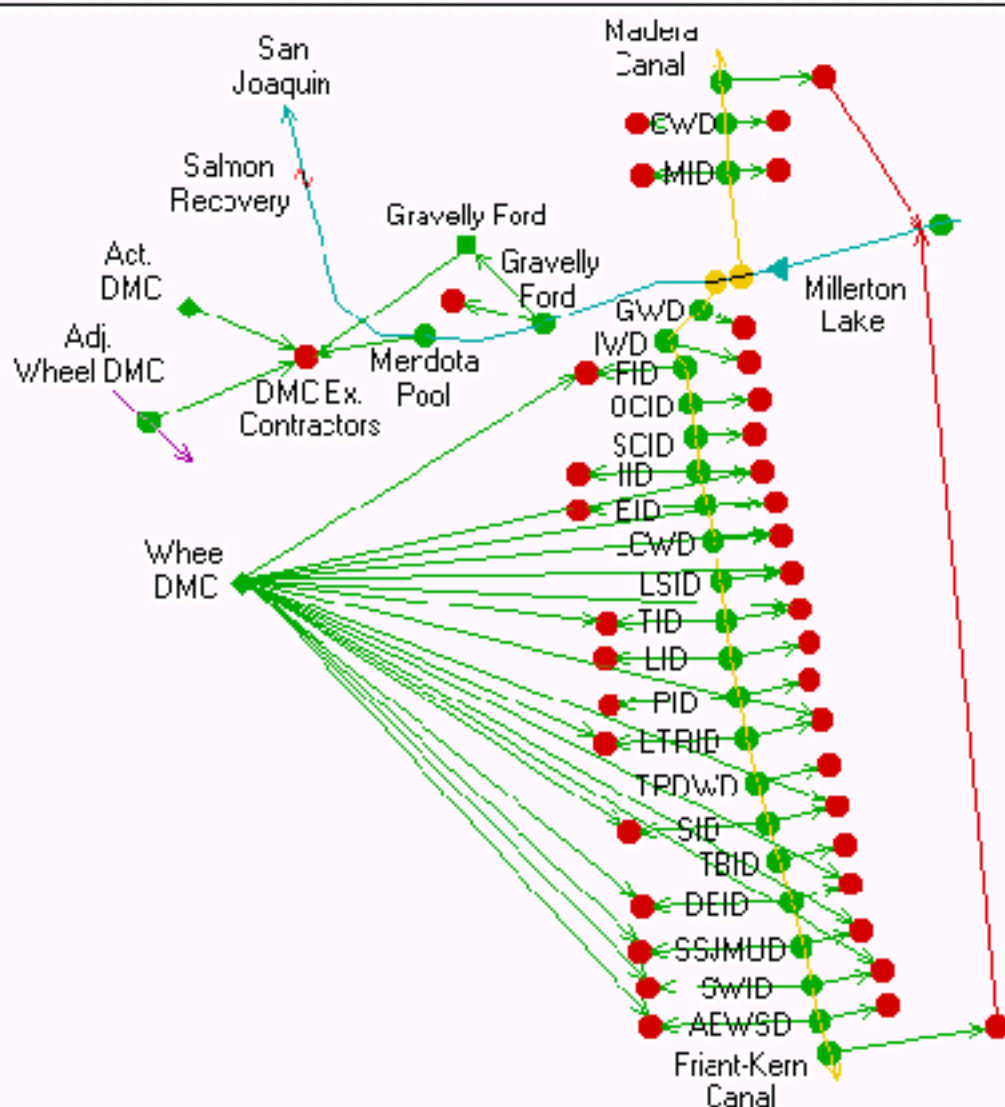 San
Joaquin
Madera
Canal
CWD
MID
Salmon
Recovery
Gravelly Ford
Gravelly
Ford
Act.
DMC
Millerton
Lake
GWD
Adj.
Wheel DMC
IWD
Merdota
Pool
DMC Ex.
Contractors
FID
OCID
SCID
IID
EID
LCWD
Whee
DMC
LSID
TID
LID
PID
LTRID
TPDWD
SID
TBID
DEID
SSJMUD
SWID
AEWSD
Friant-Kern
Canal